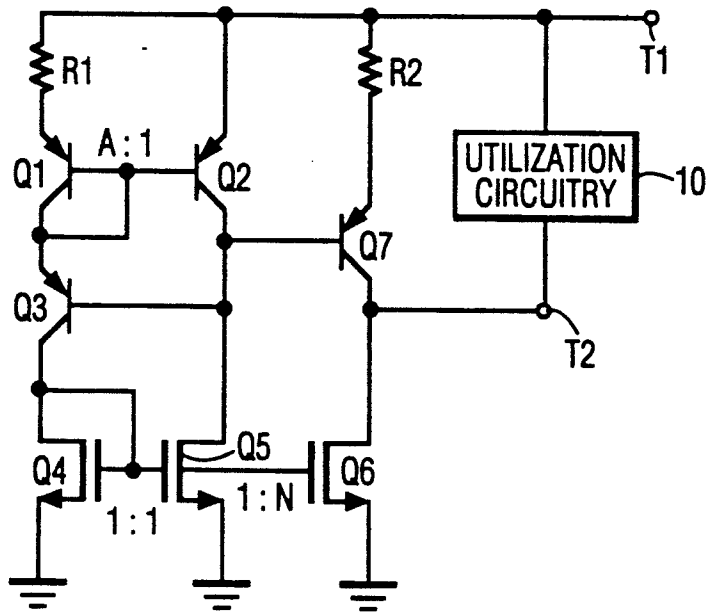 T1
R1
R2
A : 1
UTILIZATION
CIRCUITRY
10
Q1
Q2
Q7
Q3
T2
Q5
Q4
Q6
1 : 1
1 : N